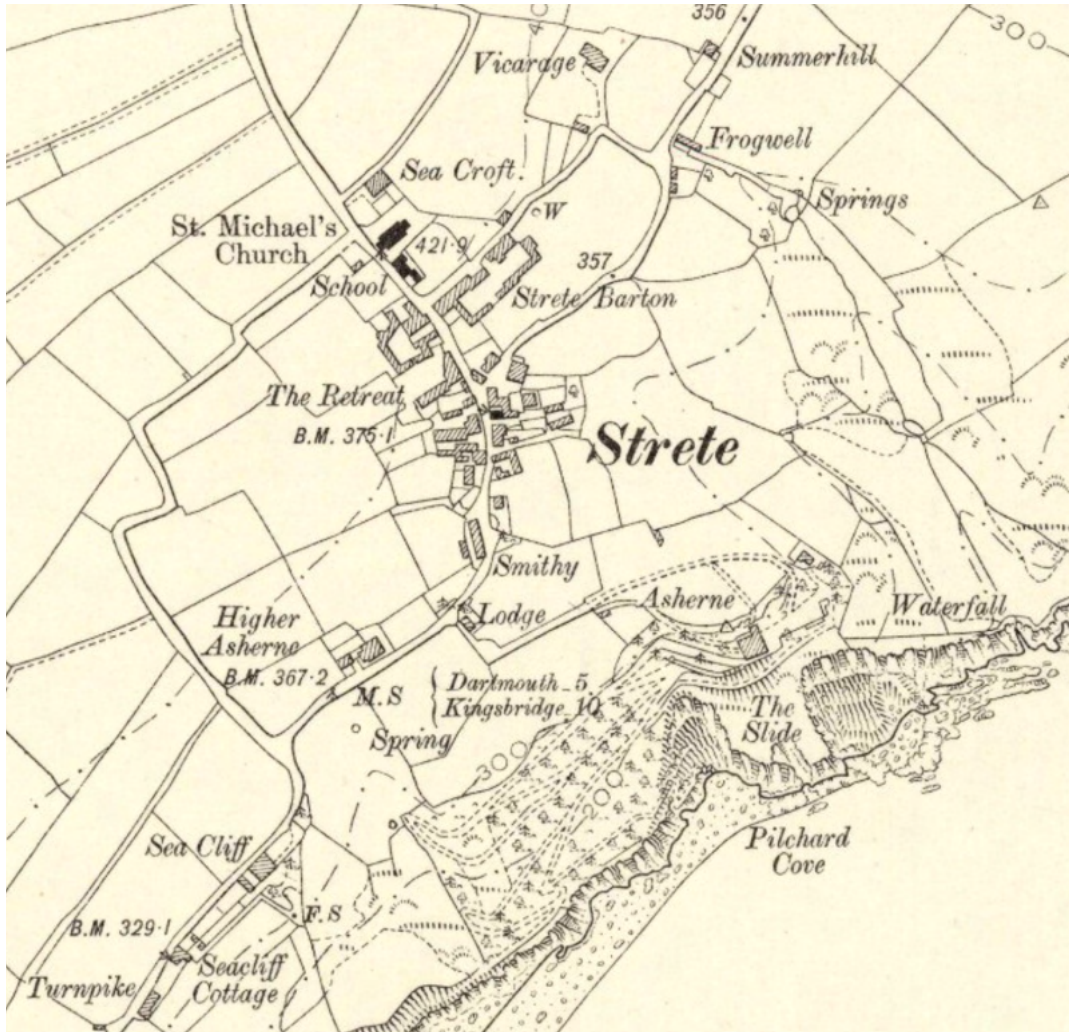 356
300
40
Vicarage
Summerhill
Frogwell
Sea Croft.
Springs
W
St. Michael's
Church
421·9
School
357
Strete Barton
The Retreat
B.M. 375·1
Strete
Smithy
Asherne
Waterfall
Lodge
Higher
Asherne
B.M. 367·2
M.S
Dartmouth 5
Kingsbridge 10
The
Slide
Spring
300
200
Pilchard
Cove
Sea Cliff
F.S
B.M. 329·1
Seacliff
Cottage
Turnpike